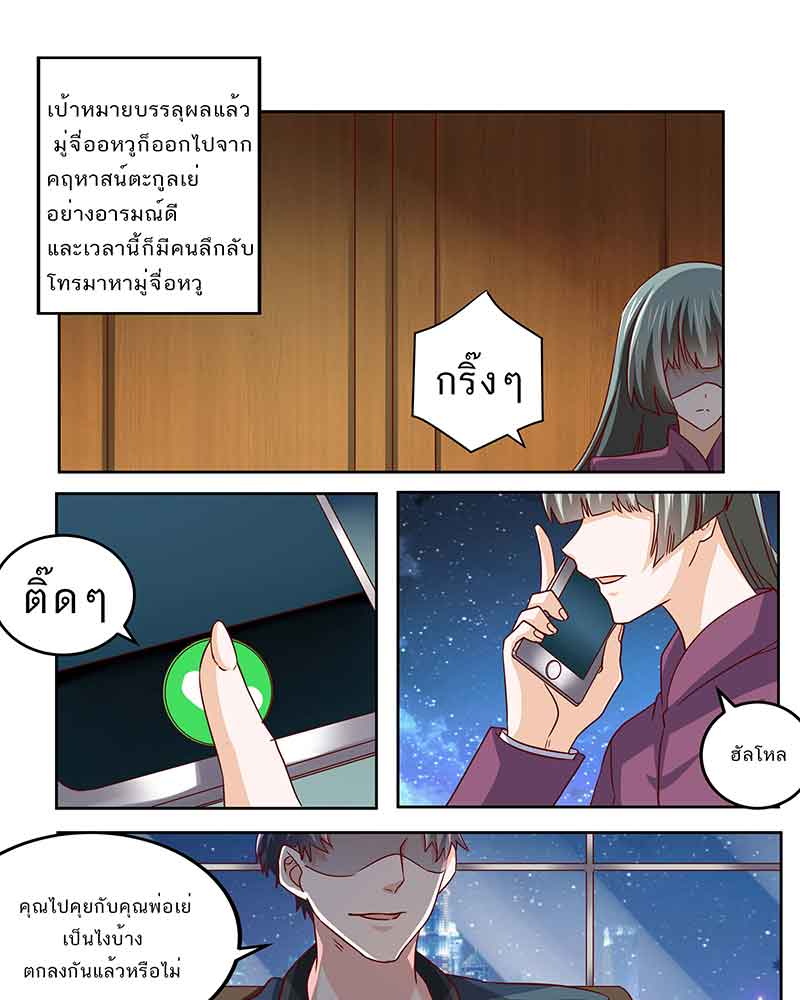 เป้าหมายบรรลุผลแล้ว
มู่จื่ออหวูก็ออกไปจาก
คฤหาสน์ตะกูลเย่
อย่างอารมณ์ดี
และเวลานี้ก็มีคนลึกลับ
โทรมาหามู่จื่อหวู
กริ๊งๆ
ติ๊ดๆ
ฮัลโหล
คุณไปคุยกับคุณพ่อเย่
เป็นไงบ้าง
ตกลงกันแล้วหรือไม่